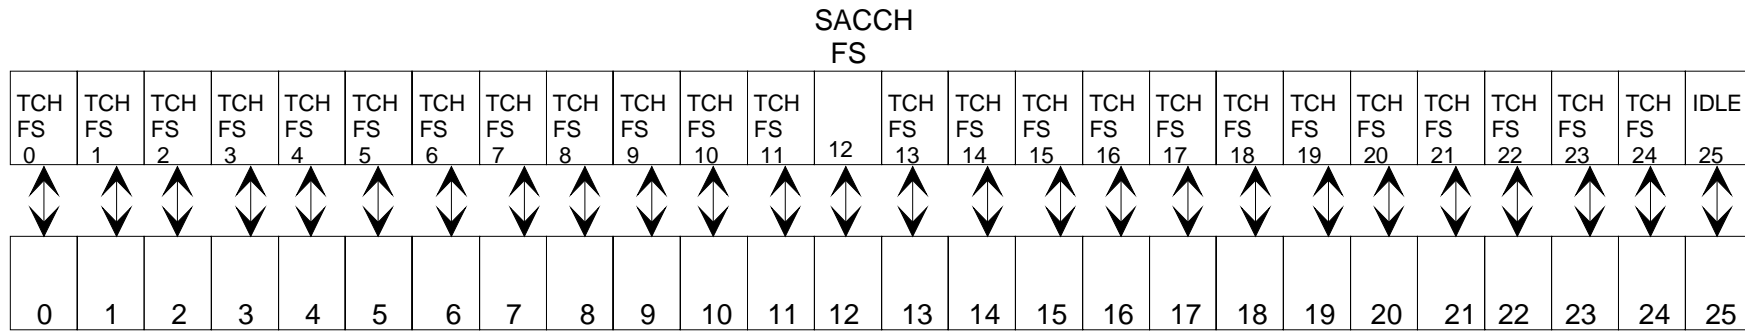 SACCH
FS
TCH TCH TCH TCH TCH TCH TCH TCH TCH TCH TCH TCH TCH TCH TCH TCH TCH TCH TCH TCH TCH TCH TCH TCH IDLE
FS FS FS FS FS FS FS FS FS FS FS FS FS FS FS FS FS FS FS FS FS FS FS FS
0 1 2 3 4 5 6 7 8 9 10 11 12 13 14 15 16 17 18 19 20 21 22 23 24 25
0 1 2 3 4 5 6 7 8 9 10 11 12 13 14 15 16 17 18 19 20 21 22 23 24 25